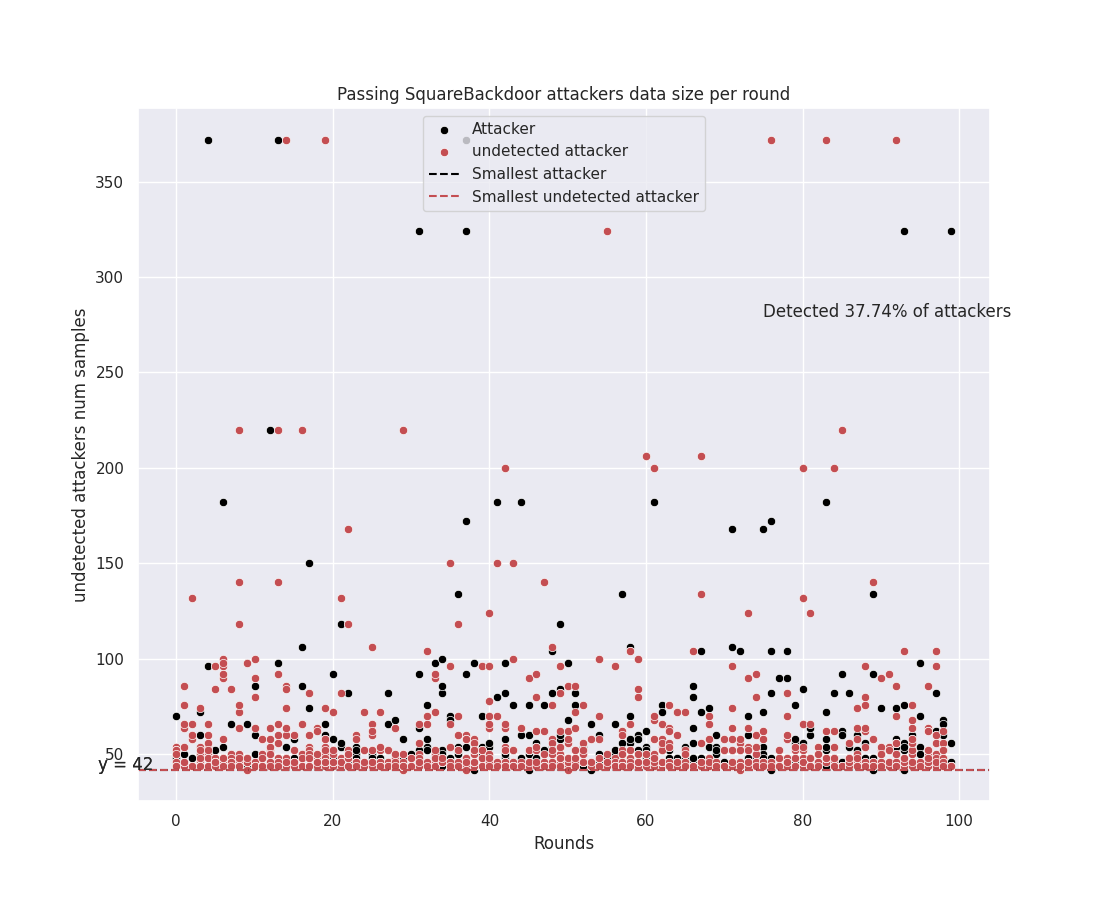 Passing SquareBackdoor attackers data size per round
Attacker
undetected attacker
Smallest attacker
Smallest undetected attacker
350
300
Detected 37.74% of attackers
250
undetected attackers num samples
200
150
100
50
y = 42
0 20 40 60 80 100
Rounds